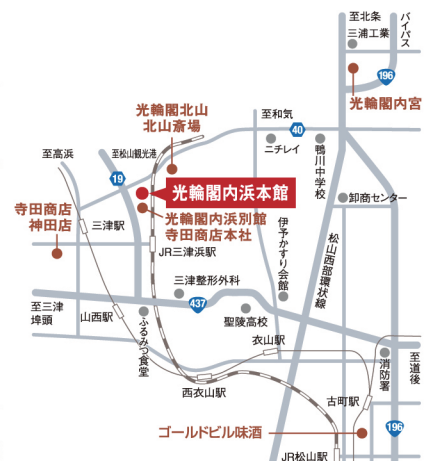 至北条
バイパス
三浦工業
196
光輪閣内宮
光輪閣北山
北山斎場
至和気
40
ニチレイ
鴨川中学校
至高浜
至松山観光港
19
光輪閣内浜本館
卸商センター
寺田商店
神田店
三津駅
光輪閣内浜別館
寺田商店本社
伊予かすり会館
松山西部環状線
JR三津浜駅
三津整形外科
至三津
埠頭
437
山西駅
ふるみつ食堂
聖陵高校
衣山駅
消防署
至道後
西衣山駅
古町駅
ゴールドビル味酒
196
JR松山駅